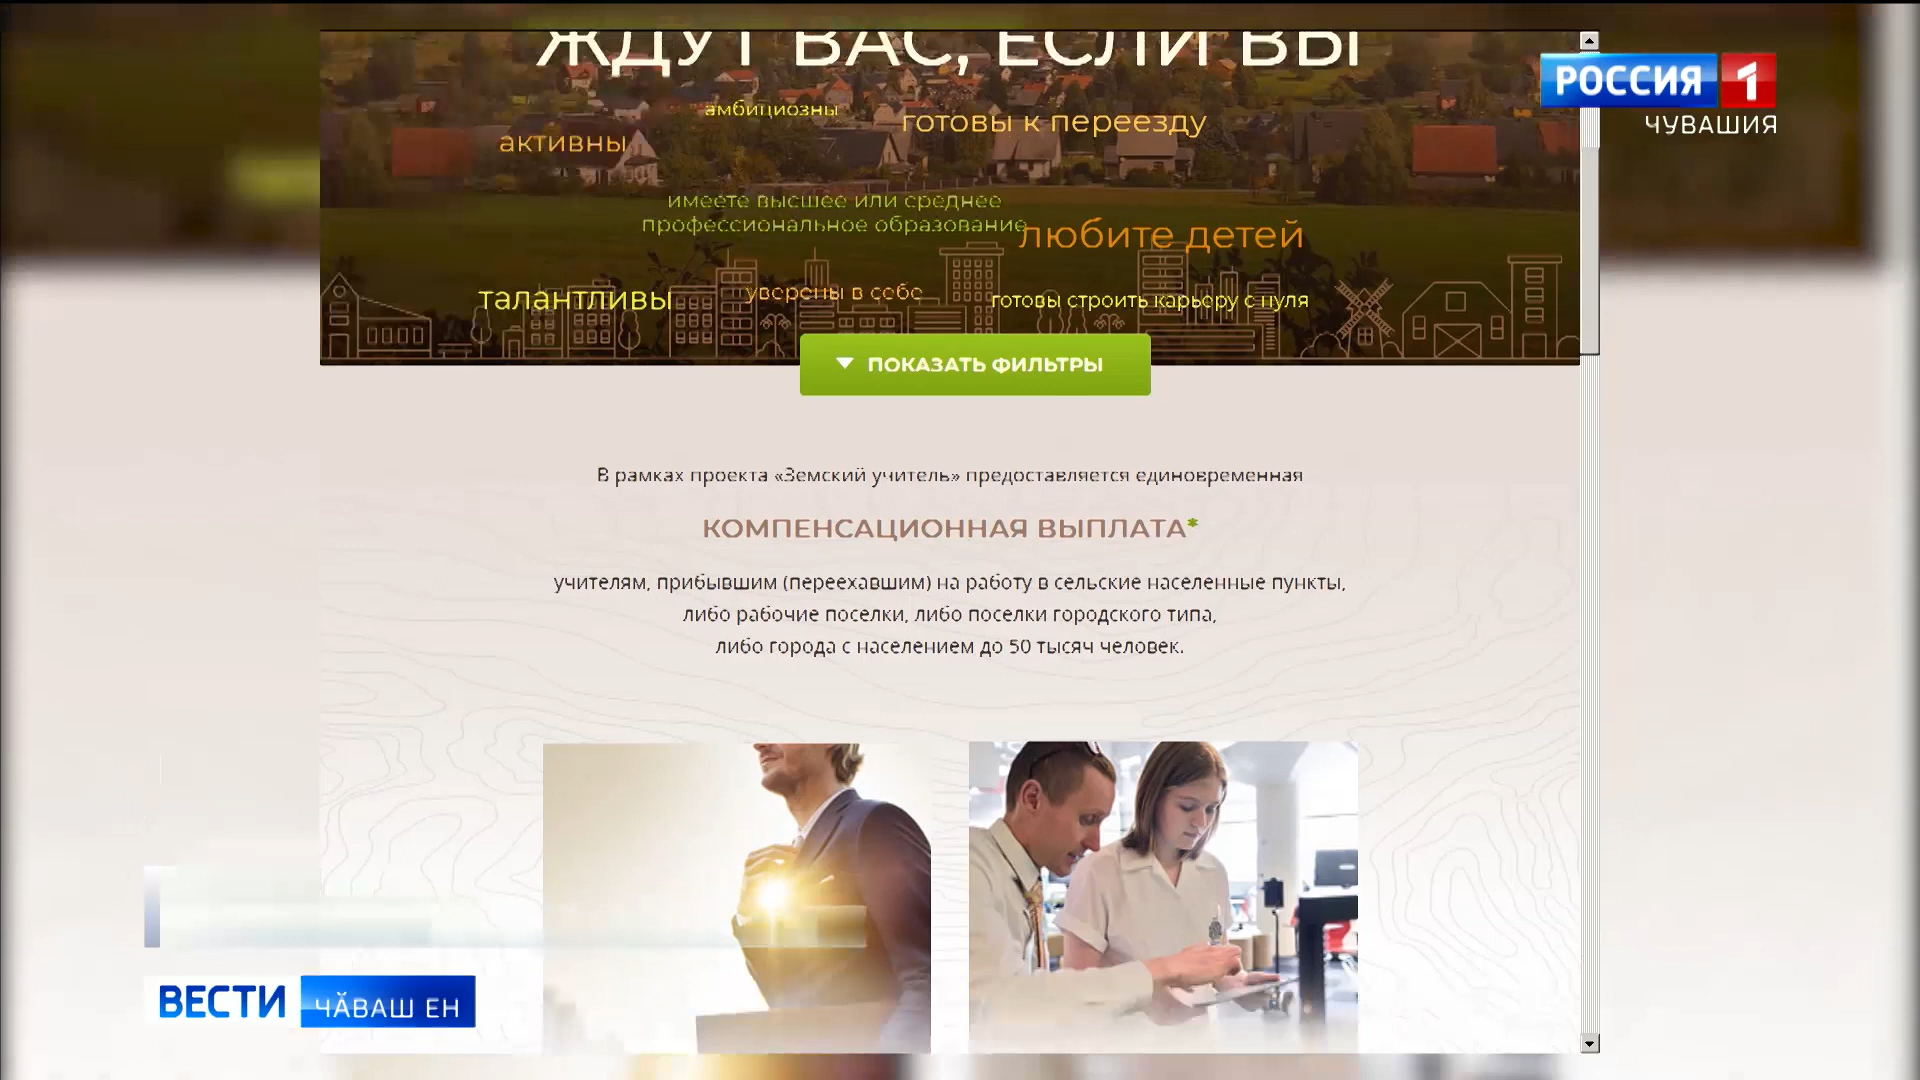 ЖДУТ ВАС, ЕСЛИ ВЫ
РОССИЯ 1
ЧУВАШИЯ
амбициозны
готовы к переезду
активны
имеете высшее или среднее
профессиональное образование
любите детей
талантливы
уверены в себе
готовы строить карьеру с нуля
ПОКАЗАТЬ ФИЛЬТРЫ
В рамках проекта «Земский учитель» предоставляется единовременная
КОМПЕНСАЦИОННАЯ ВЫПЛАТА*
учителям, прибывшим (переехавшим) на работу в сельские населенные пункты,
либо рабочие поселки, либо поселки городского типа,
либо города с населением до 50 тысяч человек.
ВЕСТИ ЧӐВАШ ЕН